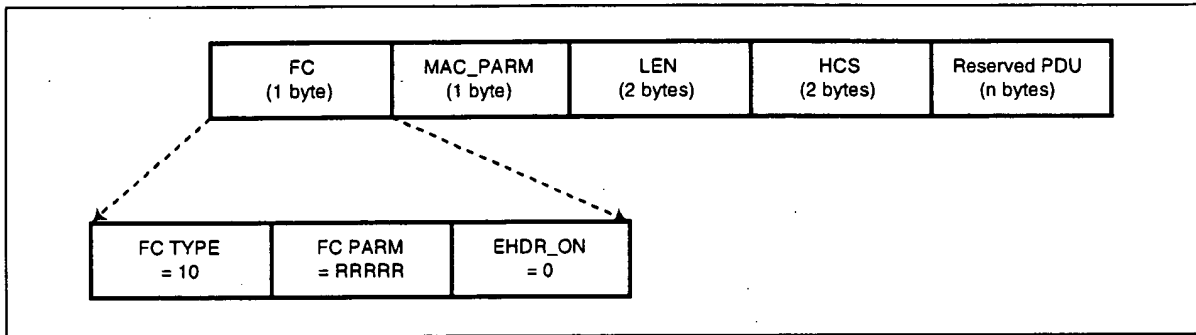 FC
(1 byte)
MAC_PARM
(1 byte)
LEN
(2 bytes)
HCS
(2 bytes)
Reserved PDU
(n bytes)
FC TYPE
= 10
FC PARM
= RRRRR
EHDR_ON
= 0